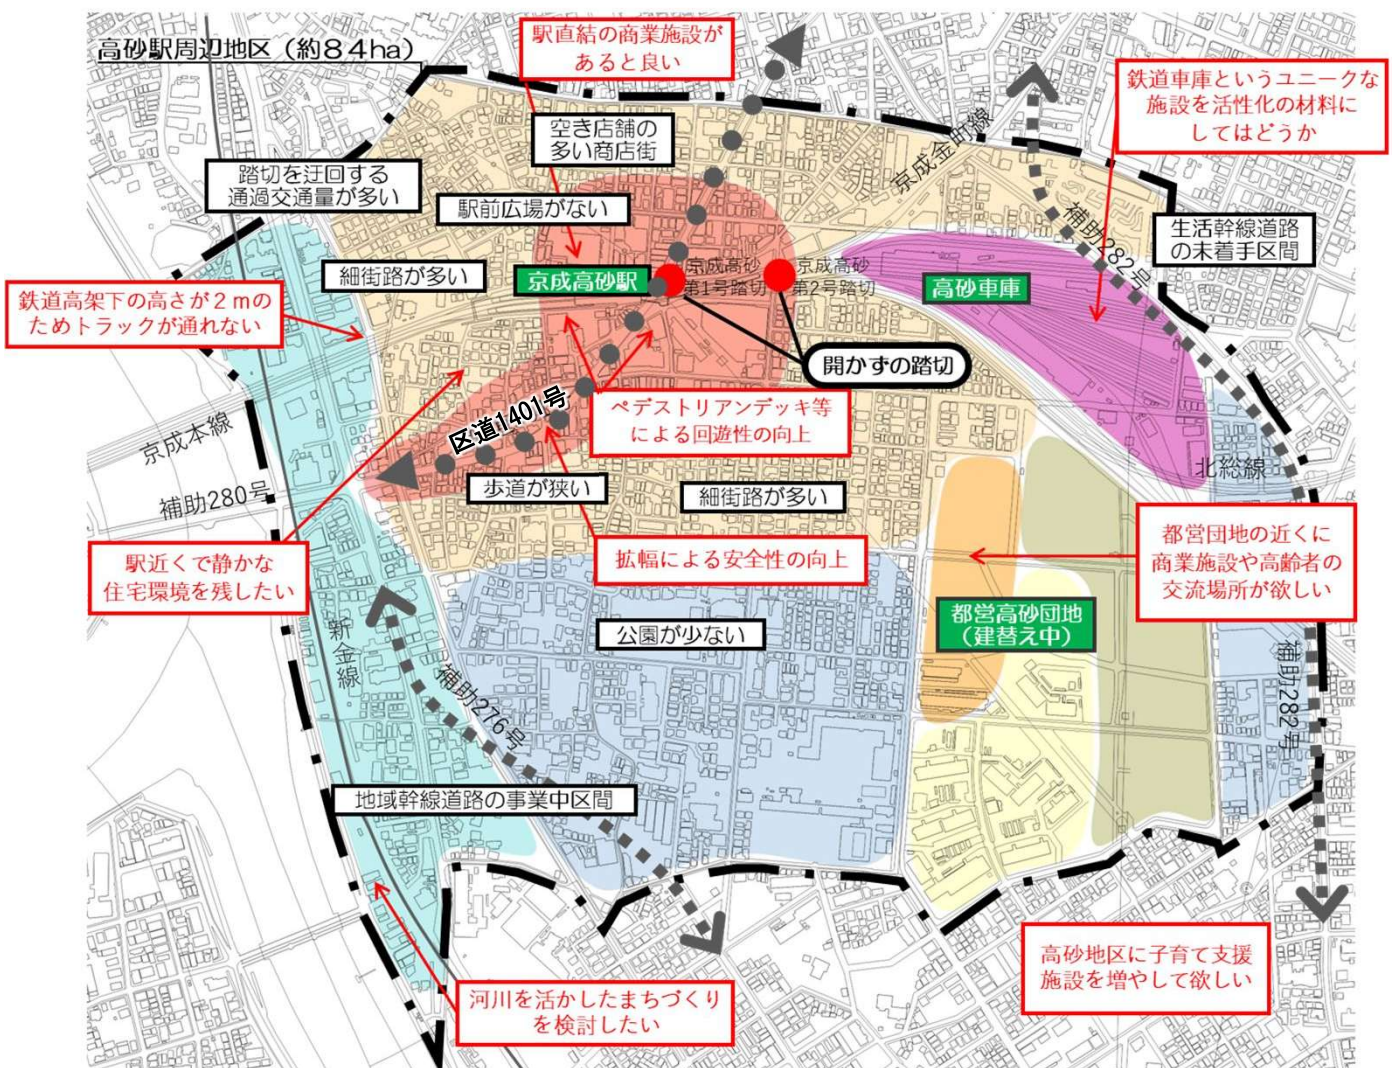 高砂駅周辺地区（約84ha）
駅直結の商業施設が
あると良い
鉄道車庫というユニークな
施設を活性化の材料に
してはどうか
空き店舗の
多い商店街
京成金町線
踏切を迂回する
通過交通量が多い
駅前広場がない
補助282号
生活幹線道路
の未着手区間
細街路が多い
京成高砂駅
京成高砂
第1号踏切
京成高砂
第2号踏切
高砂車庫
鉄道高架下の高さが２ｍの
ためトラックが通れない
開かずの踏切
区道1401号
ペデストリアンデッキ等
による回遊性の向上
京成本線
補助280号
歩道が狭い
細街路が多い
北総線
駅近くで静かな
住宅環境を残したい
拡幅による安全性の向上
都営団地の近くに
商業施設や高齢者の
交流場所が欲しい
都営高砂団地
（建替え中）
公園が少ない
新金線
補助276号
補助282号
地域幹線道路の事業中区間
高砂地区に子育て支援
施設を増やして欲しい
河川を活かしたまちづくり
を検討したい